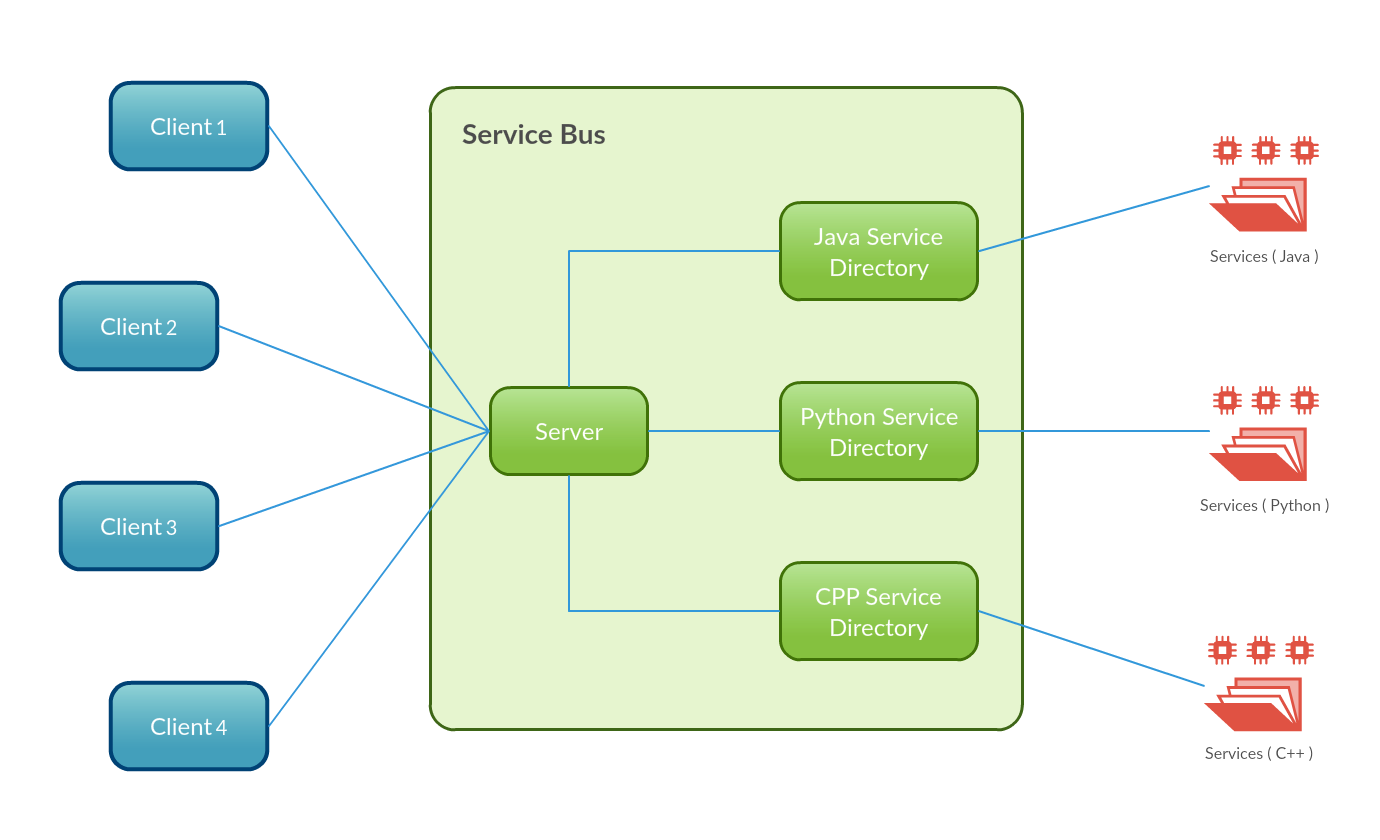 Client 1
Client 2
Client 3
Client 4
Service Bus
Server
Java Service
Directory
Python Service
Directory
CPP Service
Directory
Services ( Java )
Services ( Python )
Services ( C++ )